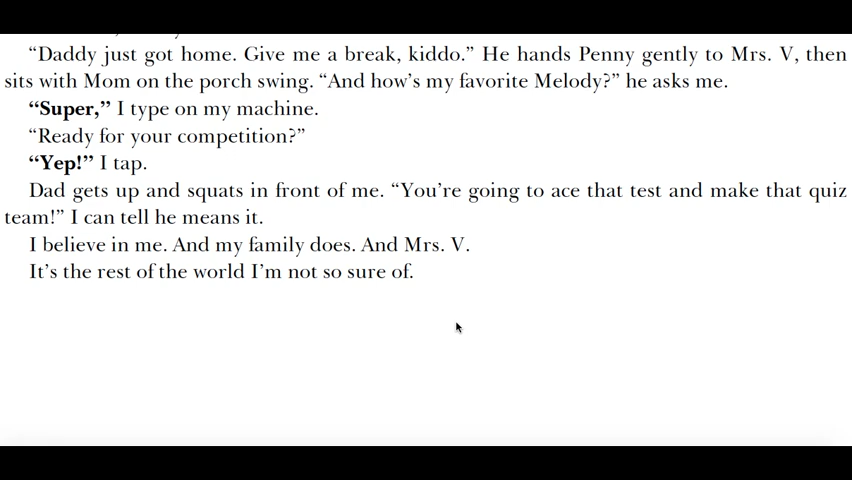 “Daddy just got home. Give me a break, kiddo.” He hands Penny gently to Mrs. V, then
sits with Mom on the porch swing. “And how’s my favorite Melody?” he asks me.
“Super,” I type on my machine.
“Ready for your competition?”
“Yep!” I tap.
Dad gets up and squats in front of me. “You’re going to ace that test and make that quiz
team!” I can tell he means it.
I believe in me. And my family does. And Mrs. V.
It’s the rest of the world I’m not so sure of.